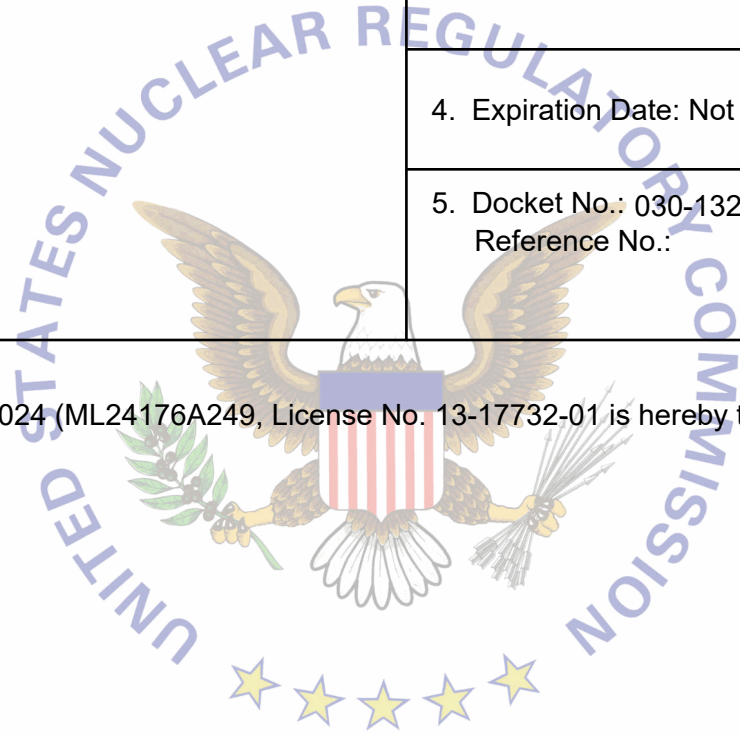 UNITED STATES NUCLEAR REGULATORY COMMISSION
4. Expiration Date: Not
5. Docket No.: 030-132
Reference No.:
024 (ML24176A249, License No. 13-17732-01 is hereby t